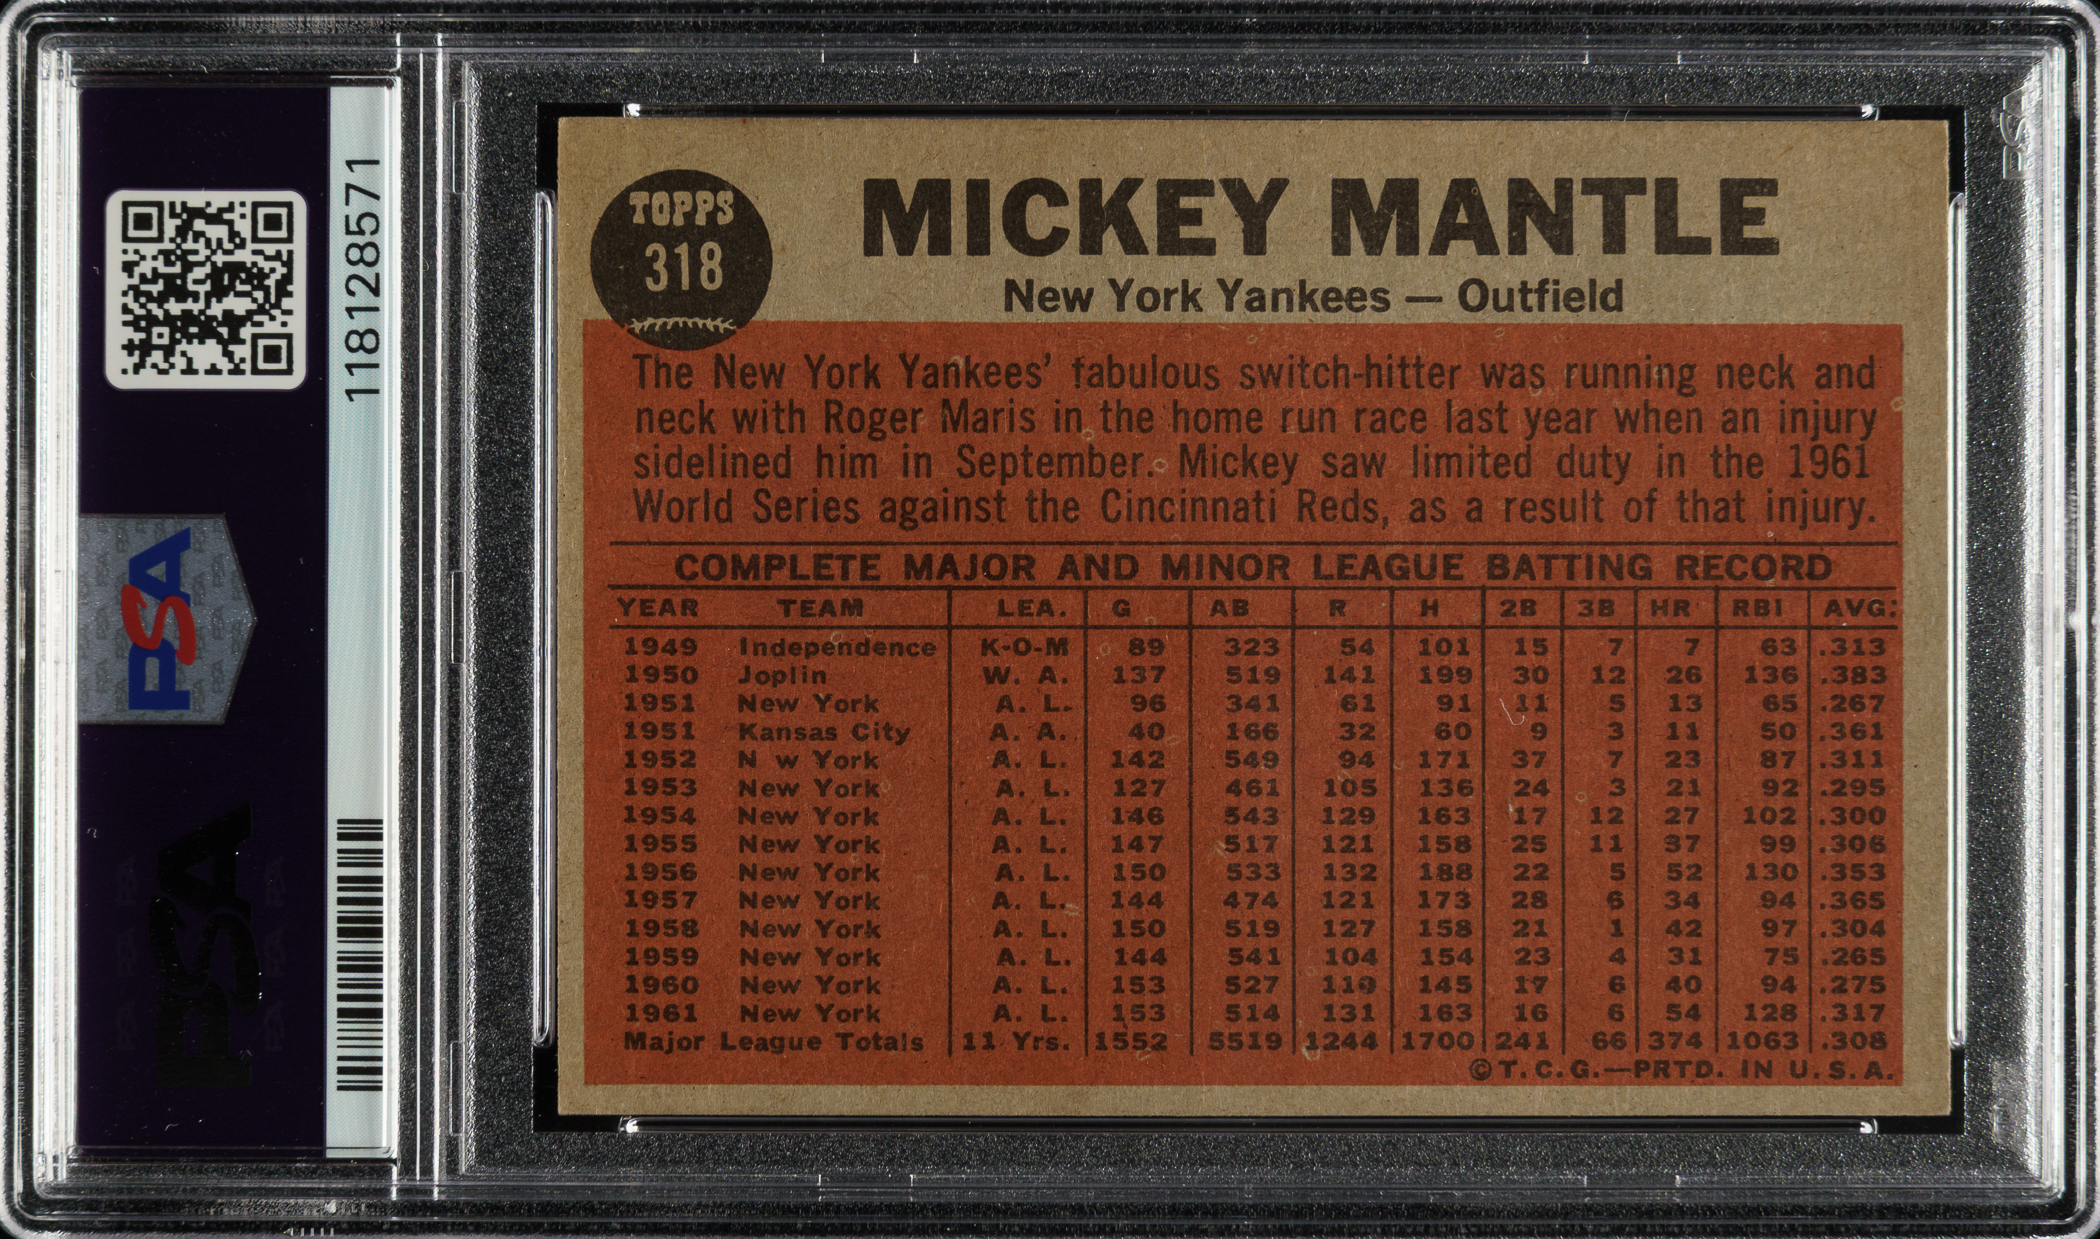 118128571
PSA
PSA
PSA
TOPPS
318
MICKEY MANTLE
New York Yankees — Outfield
The New York Yankees' fabulous switch-hitter was running neck and
neck with Roger Maris in the home run race last year when an injury
sidelined him in September. Mickey saw limited duty in the 1961
World Series against the Cincinnati Reds, as a result of that injury.
COMPLETE MAJOR AND MINOR LEAGUE BATTING RECORD
YEAR TEAM LEA. G AB R H 2B 3B HR RBI AVG.
1949 Independence K-O-M 89 323 54 101 15 7 7 63 .313
1950 Joplin W. A. 137 519 141 199 30 12 26 136 .383
1951 New York A. L. 96 341 61 91 11 5 13 65 .267
1951 Kansas City A. A. 40 166 32 60 9 3 11 50 .361
1952 N w York A. L. 142 549 94 171 37 7 23 87 .311
1953 New York A. L. 127 461 105 136 24 3 21 92 .295
1954 New York A. L. 146 543 129 163 17 12 27 102 .300
1955 New York A. L. 147 517 121 158 25 11 37 99 .306
1956 New York A. L. 150 533 132 188 22 5 52 130 .353
1957 New York A. L. 144 474 121 173 28 6 34 94 .365
1958 New York A. L. 150 519 127 158 21 1 42 97 .304
1959 New York A. L. 144 541 104 154 23 4 31 75 .265
1960 New York A. L. 153 527 119 145 17 6 40 94 .275
1961 New York A. L. 153 514 131 163 16 6 54 128 .317
Major League Totals 11 Yrs. 1552 5519 1244 1700 241 66 374 1063 .308
©T.C.G.—PRTD. IN U.S.A.